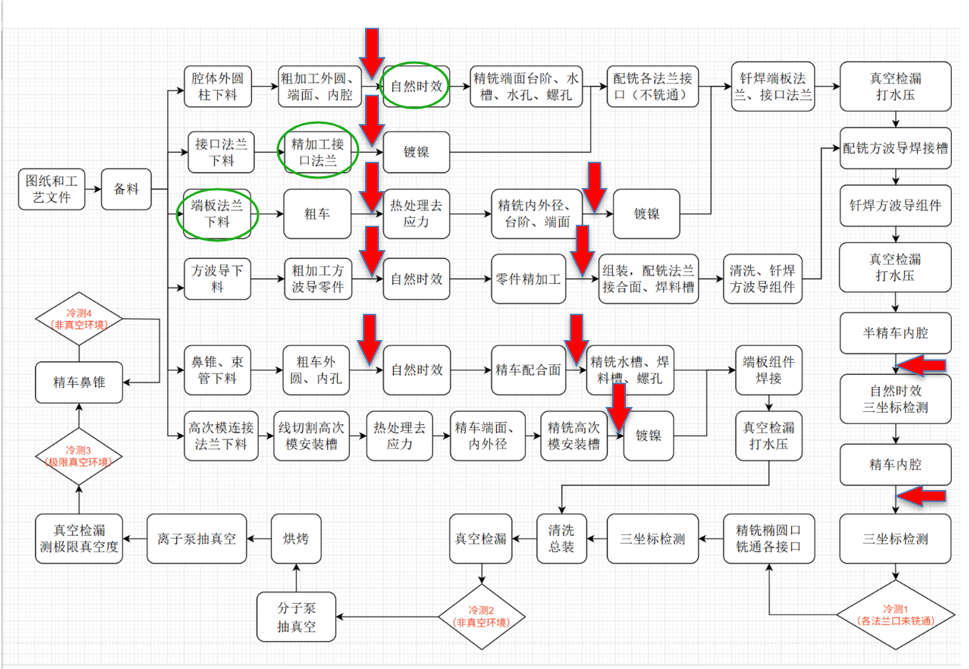 腔体外圆
柱下料
粗加工外圆、
端面、内腔
自然时效
精铣端面台阶、水
槽、水孔、螺孔
配铣各法兰接
口（不铣通）
钎焊端板法
兰、接口法兰
真空检漏
打水压
接口法兰
下料
精加工接
口法兰
镀镍
配铣方波导焊接槽
图纸和工
艺文件
备料
端板法兰
下料
粗车
热处理去
应力
精铣内外径、
台阶、端面
镀镍
钎焊方波导组件
方波导下
料
粗加工方
波导零件
自然时效
零件精加工
组装，配铣法兰
接合面、焊料槽
清洗、钎焊
方波导组件
真空检漏
打水压
冷测4
（非真空环境）
半精车内腔
精车鼻锥
鼻锥、束
管下料
粗车外
圆、内孔
自然时效
精车配合面
精铣水槽、焊
料槽、螺孔
端板组件
焊接
自然时效
三坐标检测
冷测3
（极限真空环境）
高次模连接
法兰下料
线切割高次
模安装槽
热处理去
应力
精车端面、
内外径
精铣高次
模安装槽
镀镍
真空检漏
打水压
精车内腔
真空检漏
测极限真空度
离子泵抽真空
烘烤
真空检漏
清洗
总装
三坐标检测
精铣椭圆口
铣通各接口
三坐标检测
分子泵
抽真空
冷测2
（非真空环境）
冷测1
（各法兰口未铣通）